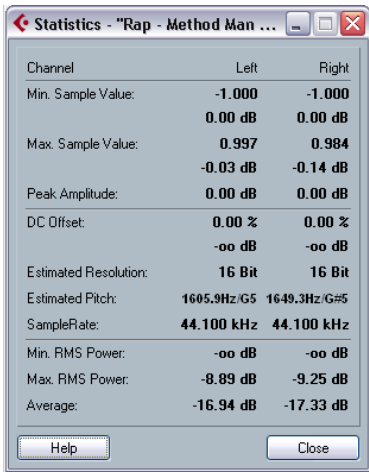 Statistics - "Rap - Method Man ...
Channel Left Right
Min. Sample Value: -1.000 -1.000
0.00 dB 0.00 dB
Max. Sample Value: 0.997 0.984
-0.03 dB -0.14 dB
Peak Amplitude: 0.00 dB 0.00 dB
DC Offset: 0.00 % 0.00 %
-oo dB -oo dB
Estimated Resolution: 16 Bit 16 Bit
Estimated Pitch: 1605.9Hz/G5 1649.3Hz/G#5
SampleRate: 44.100 kHz 44.100 kHz
Min. RMS Power: -oo dB -oo dB
Max. RMS Power: -8.89 dB -9.25 dB
Average: -16.94 dB -17.33 dB
Help Close